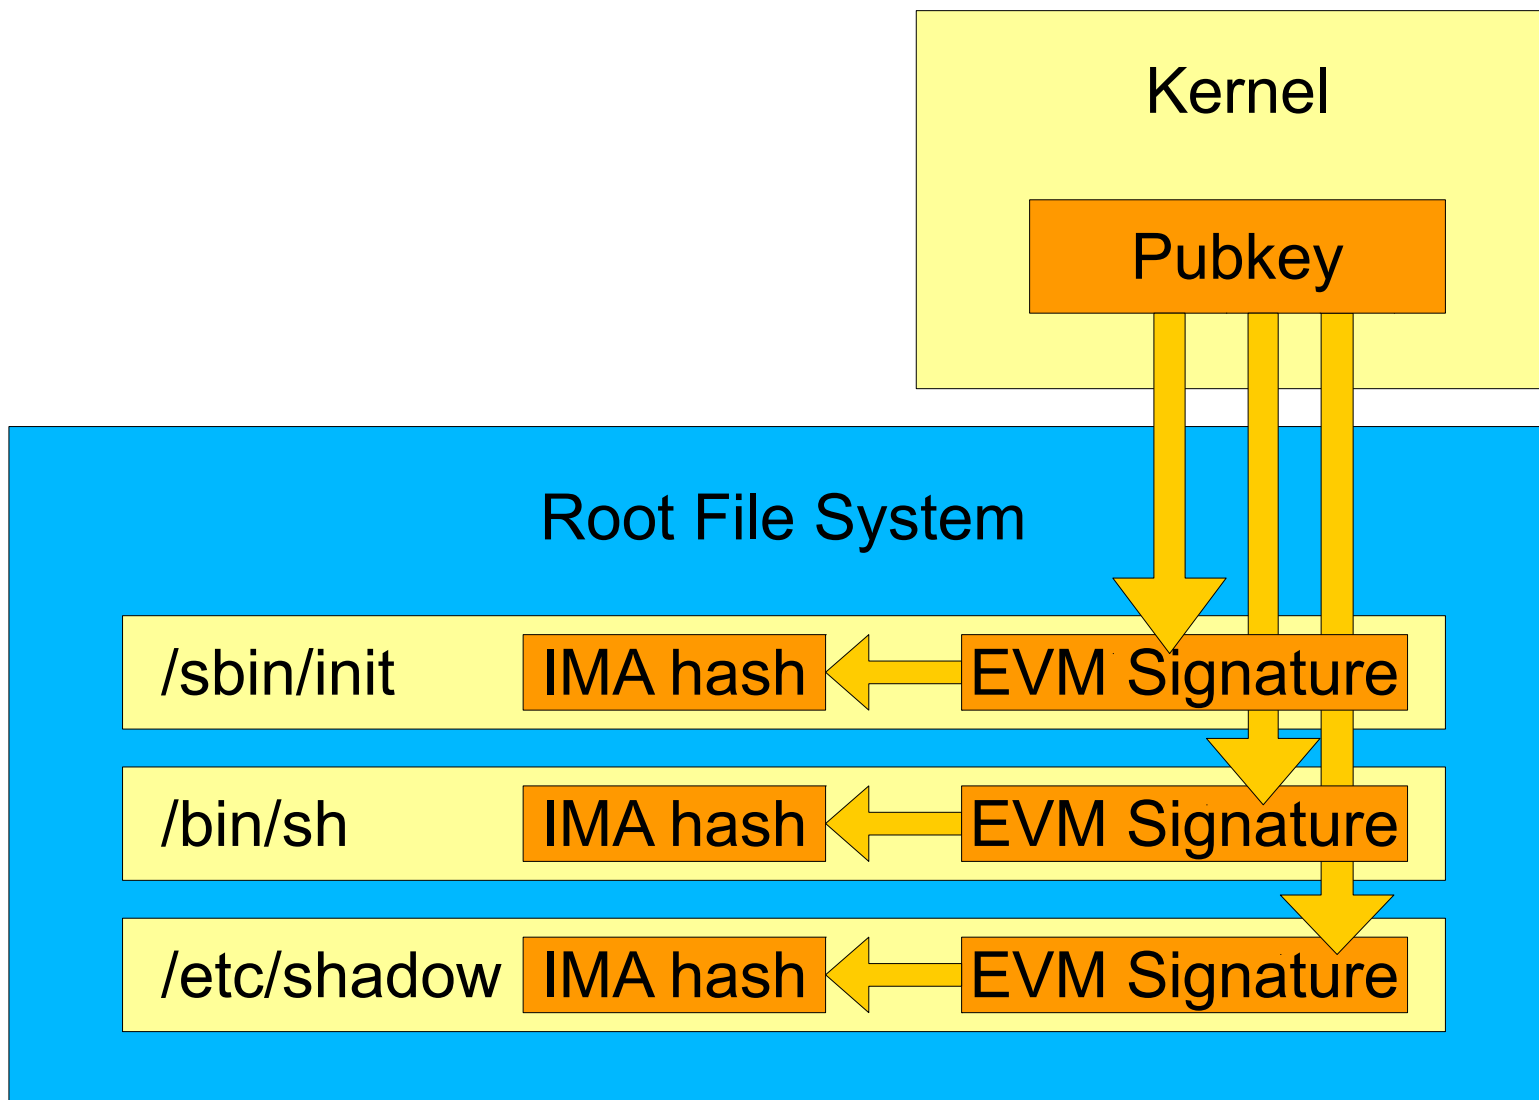 Kernel
Pubkey
Root File System
/sbin/init IMA hash EVM Signature
/bin/sh IMA hash EVM Signature
/etc/shadow IMA hash EVM Signature